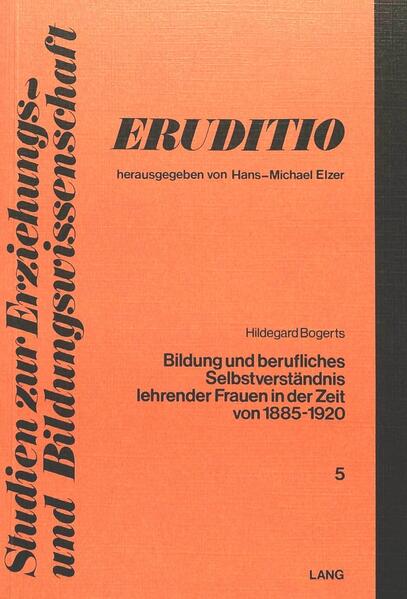 Studien zur Erziehungs-
und Bildungswissenschaft
ERUDITIO
herausgegeben von Hans-Michael Elzer
Hildegard Bogerts
Bildung und berufliches
Selbstverständnis
lehrender Frauen in der Zeit
von 1885-1920
5
LANG